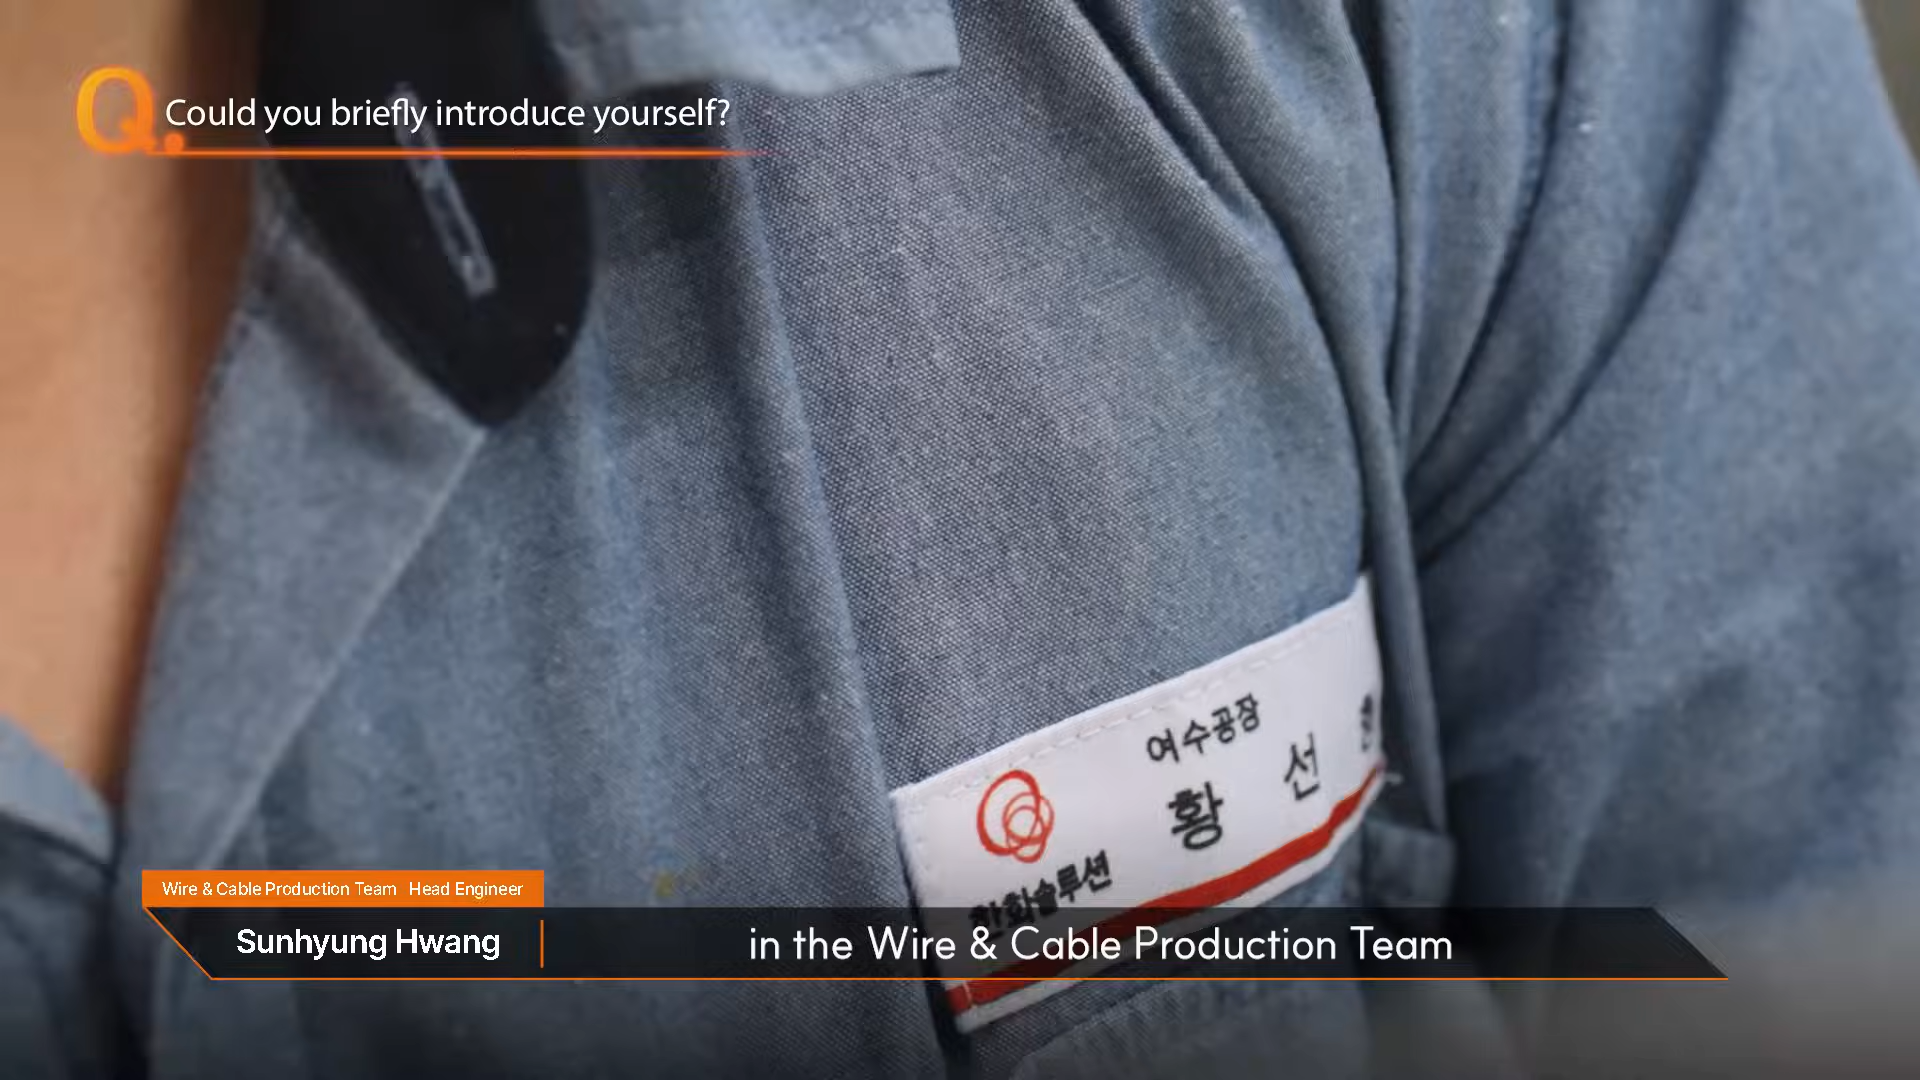 Q. Could you briefly introduce yourself?
여수공장
황 선
한화솔루션
Wire & Cable Production Team Head Engineer
Sunhyung Hwang
in the Wire & Cable Production Team